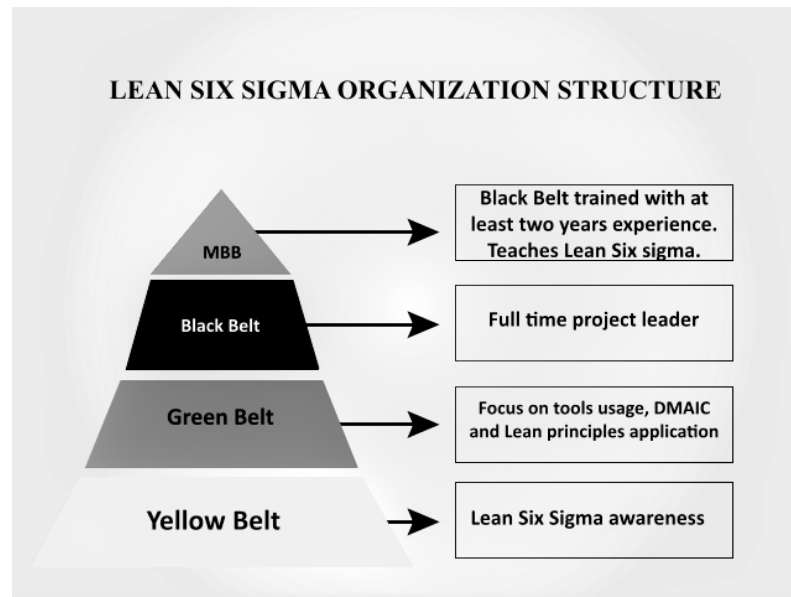 LEAN SIX SIGMA ORGANIZATION STRUCTURE
MBB
Black Belt trained with at
least two years experience.
Teaches Lean Six sigma.
Black Belt
Full time project leader
Green Belt
Focus on tools usage, DMAIC
and Lean principles application
Yellow Belt
Lean Six Sigma awareness